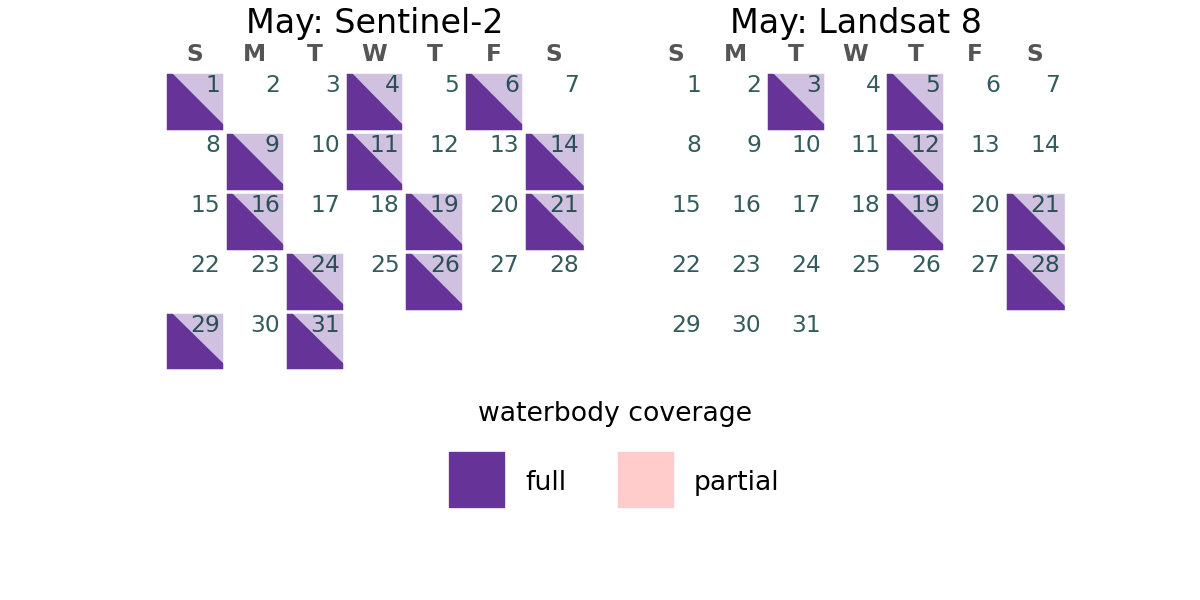 May: Sentinel-2
S M T W T F S
1 2 3 4 5 6 7
8 9 10 11 12 13 14
15 16 17 18 19 20 21
22 23 24 25 26 27 28
29 30 31
May: Landsat 8
S M T W T F S
1 2 3 4 5 6 7
8 9 10 11 12 13 14
15 16 17 18 19 20 21
22 23 24 25 26 27 28
29 30 31
waterbody coverage
full partial